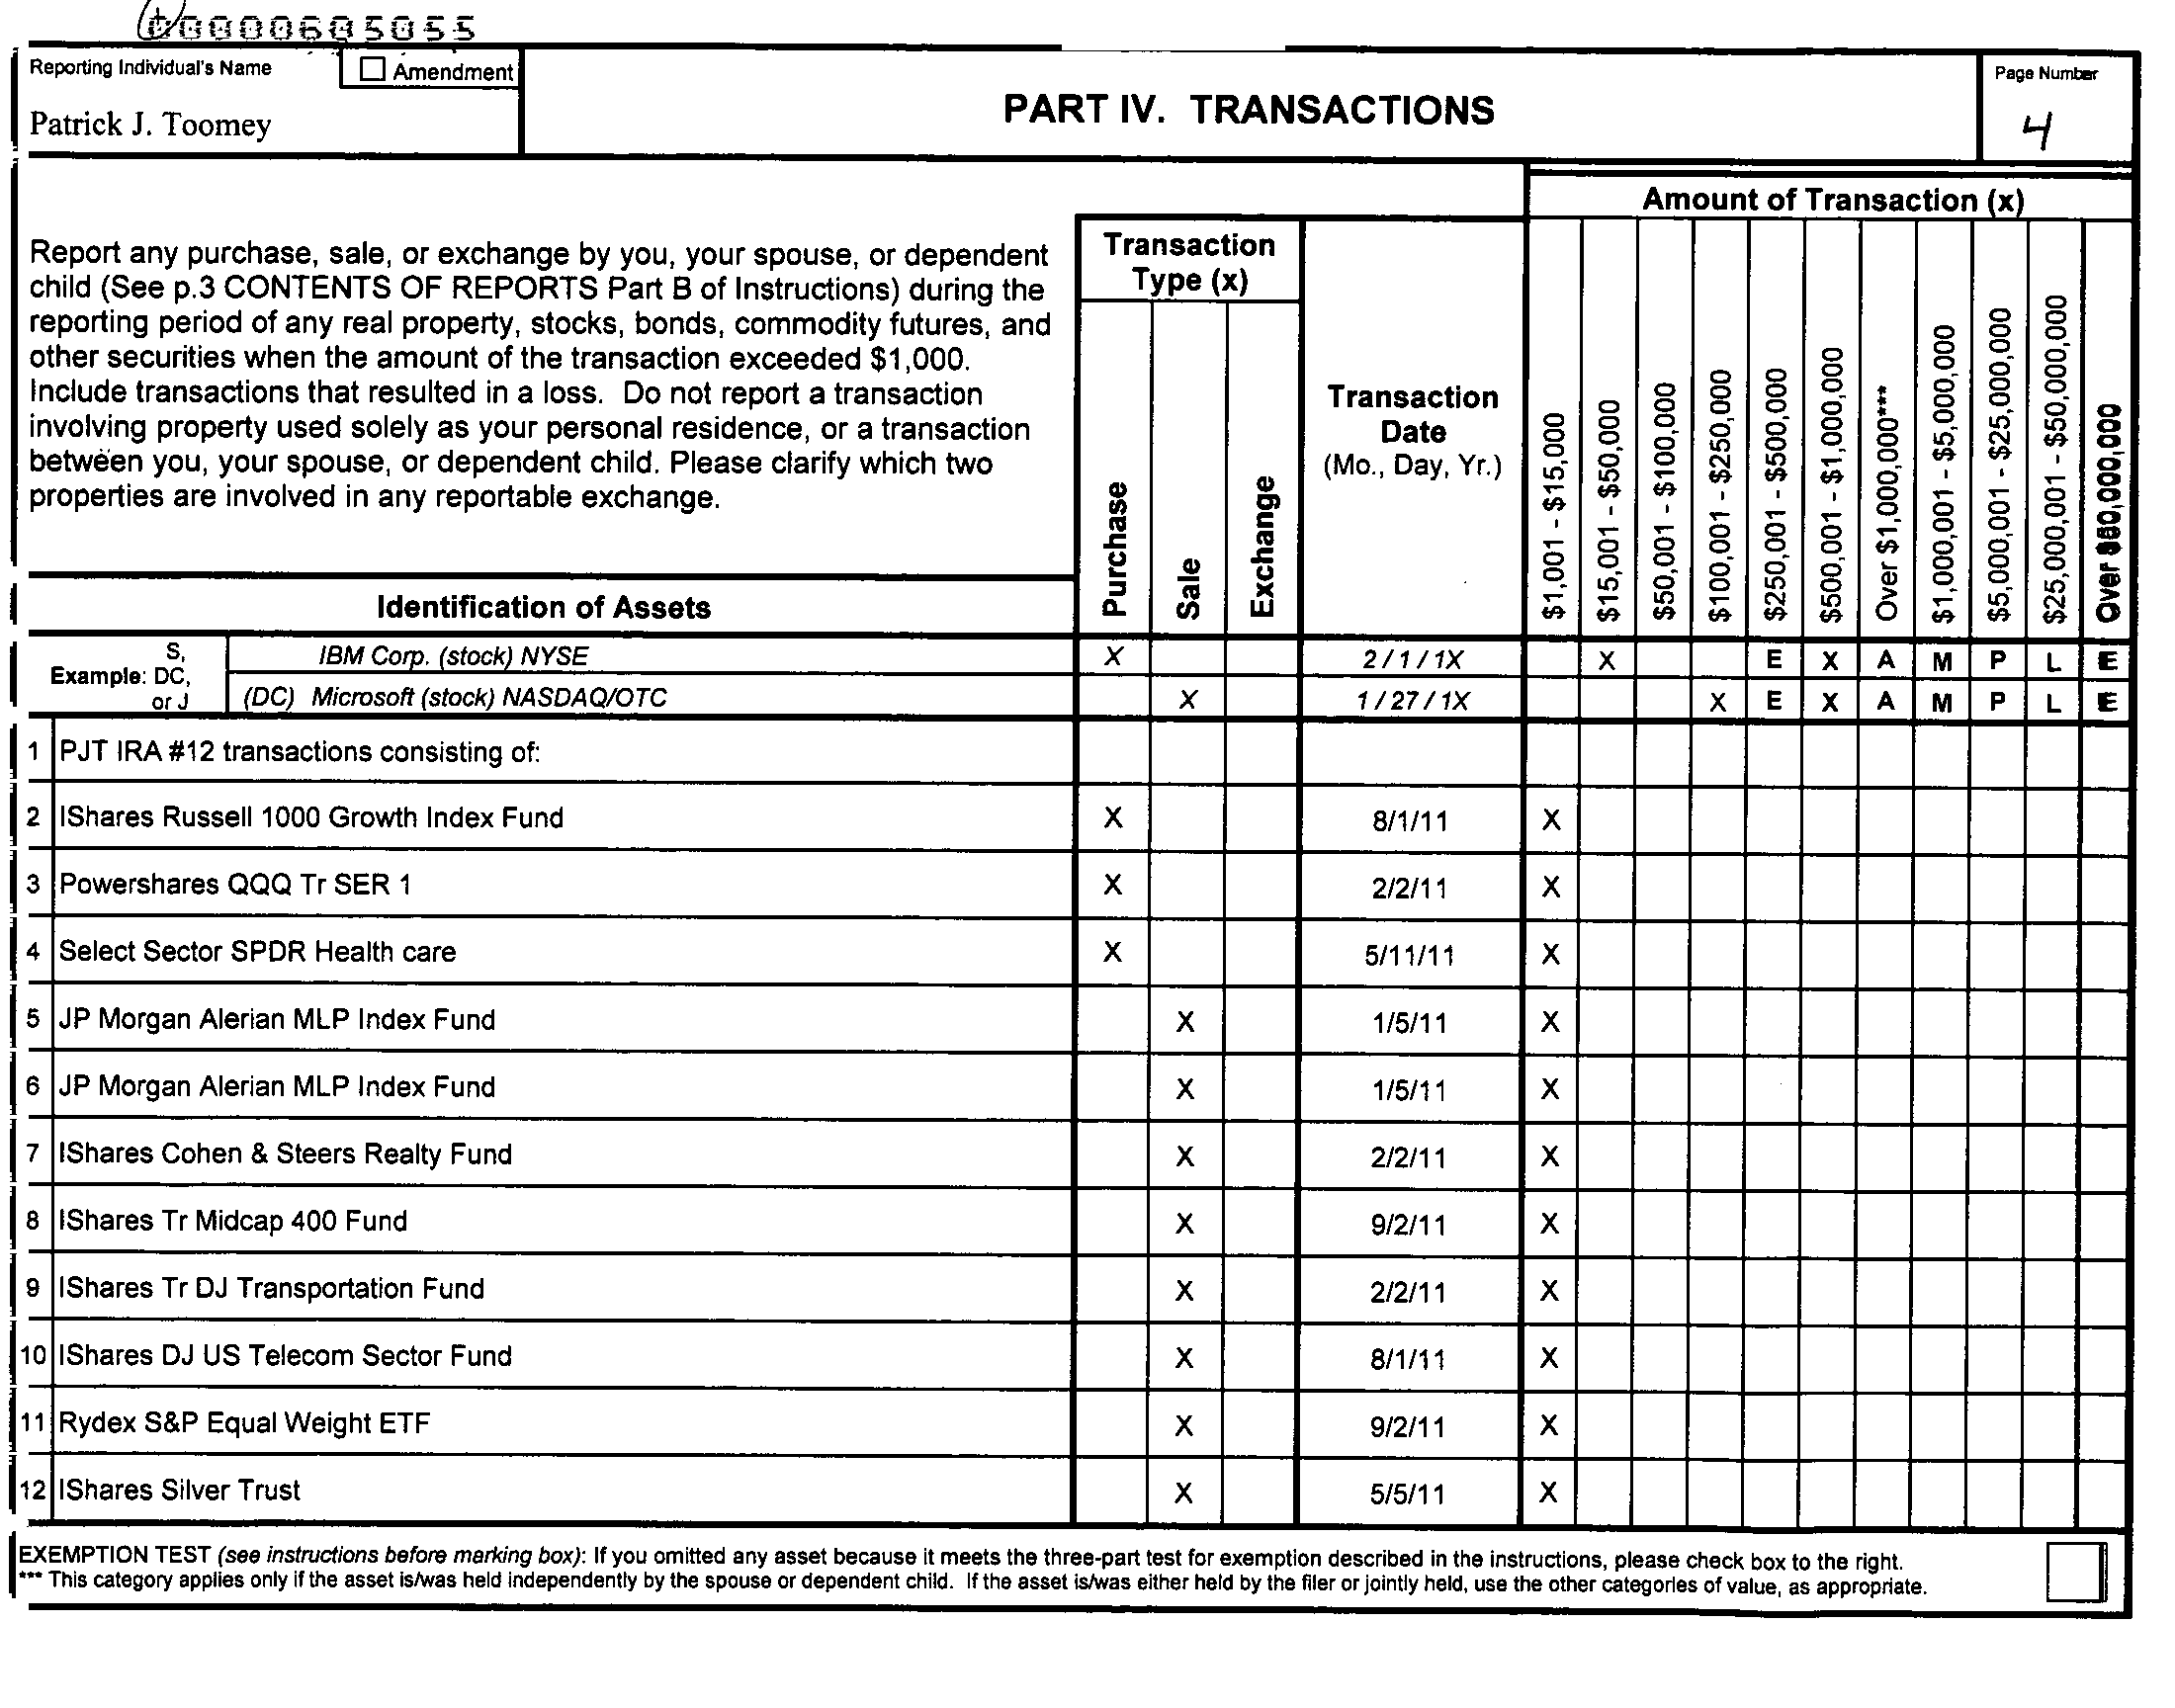 00000605055
Reporting Individual's Name
☐ Amendment
Patrick J. Toomey
PART IV. TRANSACTIONS
Page Number
4
Amount of Transaction (x)
Report any purchase, sale, or exchange by you, your spouse, or dependent
child (See p.3 CONTENTS OF REPORTS Part B of Instructions) during the
reporting period of any real property, stocks, bonds, commodity futures, and
other securities when the amount of the transaction exceeded $1,000.
Include transactions that resulted in a loss. Do not report a transaction
involving property used solely as your personal residence, or a transaction
between you, your spouse, or dependent child. Please clarify which two
properties are involved in any reportable exchange.
Transaction
Type (x)
Purchase
Sale
Exchange
Transaction
Date
(Mo., Day, Yr.)
$1,001 - $15,000
$15,001 - $50,000
$50,001 - $100,000
$100,001 - $250,000
$250,001 - $500,000
$500,001 - $1,000,000
Over $1,000,000***
$1,000,001 - $5,000,000
$5,000,001 - $25,000,000
$25,000,001 - $50,000,000
Over $50,000,000
Identification of Assets
Example: S, DC, or J
IBM Corp. (stock) NYSE X 2 / 1 / 1X X E X A M P L E
(DC) Microsoft (stock) NASDAQ/OTC X 1 / 27 / 1X X E X A M P L E
1 PJT IRA #12 transactions consisting of:
2 IShares Russell 1000 Growth Index Fund X 8/1/11 X
3 Powershares QQQ Tr SER 1 X 2/2/11 X
4 Select Sector SPDR Health care X 5/11/11 X
5 JP Morgan Alerian MLP Index Fund X 1/5/11 X
6 JP Morgan Alerian MLP Index Fund X 1/5/11 X
7 IShares Cohen & Steers Realty Fund X 2/2/11 X
8 IShares Tr Midcap 400 Fund X 9/2/11 X
9 IShares Tr DJ Transportation Fund X 2/2/11 X
10 IShares DJ US Telecom Sector Fund X 8/1/11 X
11 Rydex S&P Equal Weight ETF X 9/2/11 X
12 IShares Silver Trust X 5/5/11 X
EXEMPTION TEST (see instructions before marking box): If you omitted any asset because it meets the three-part test for exemption described in the instructions, please check box to the right.
*** This category applies only if the asset is/was held independently by the spouse or dependent child. If the asset is/was either held by the filer or jointly held, use the other categories of value, as appropriate.